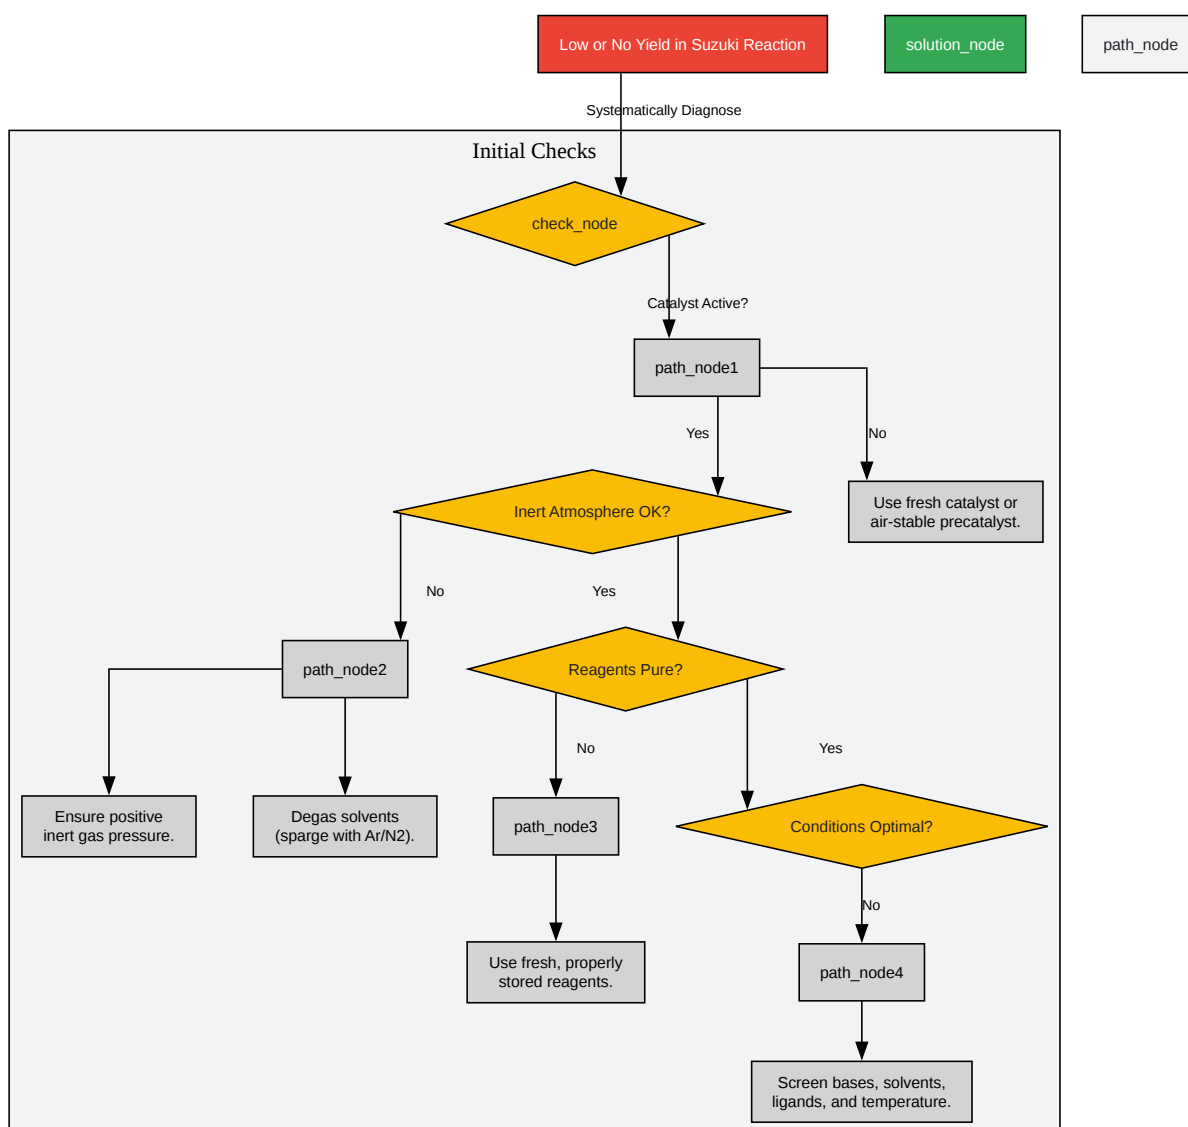 Low or No Yield in Suzuki Reaction
solution_node
path_node
Systematically Diagnose
Initial Checks
check_node
Catalyst Active?
path_node1
Yes
No
Inert Atmosphere OK?
Use fresh catalyst or
air-stable precatalyst.
No
Yes
path_node2
Reagents Pure?
No
Yes
Ensure positive
inert gas pressure.
Degas solvents
(sparge with Ar/N2).
path_node3
Conditions Optimal?
No
Use fresh, properly
stored reagents.
path_node4
Screen bases, solvents,
ligands, and temperature.